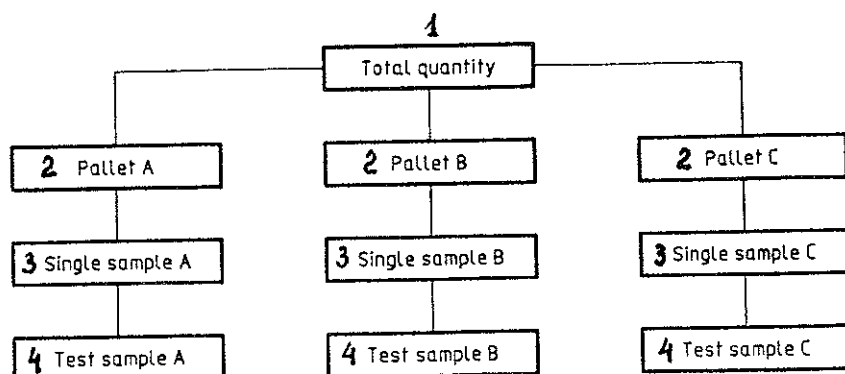 1
Total quantity
2 Pallet A
2 Pallet B
2 Pallet C
3 Single sample A
3 Single sample B
3 Single sample C
4 Test sample A
4 Test sample B
4 Test sample C